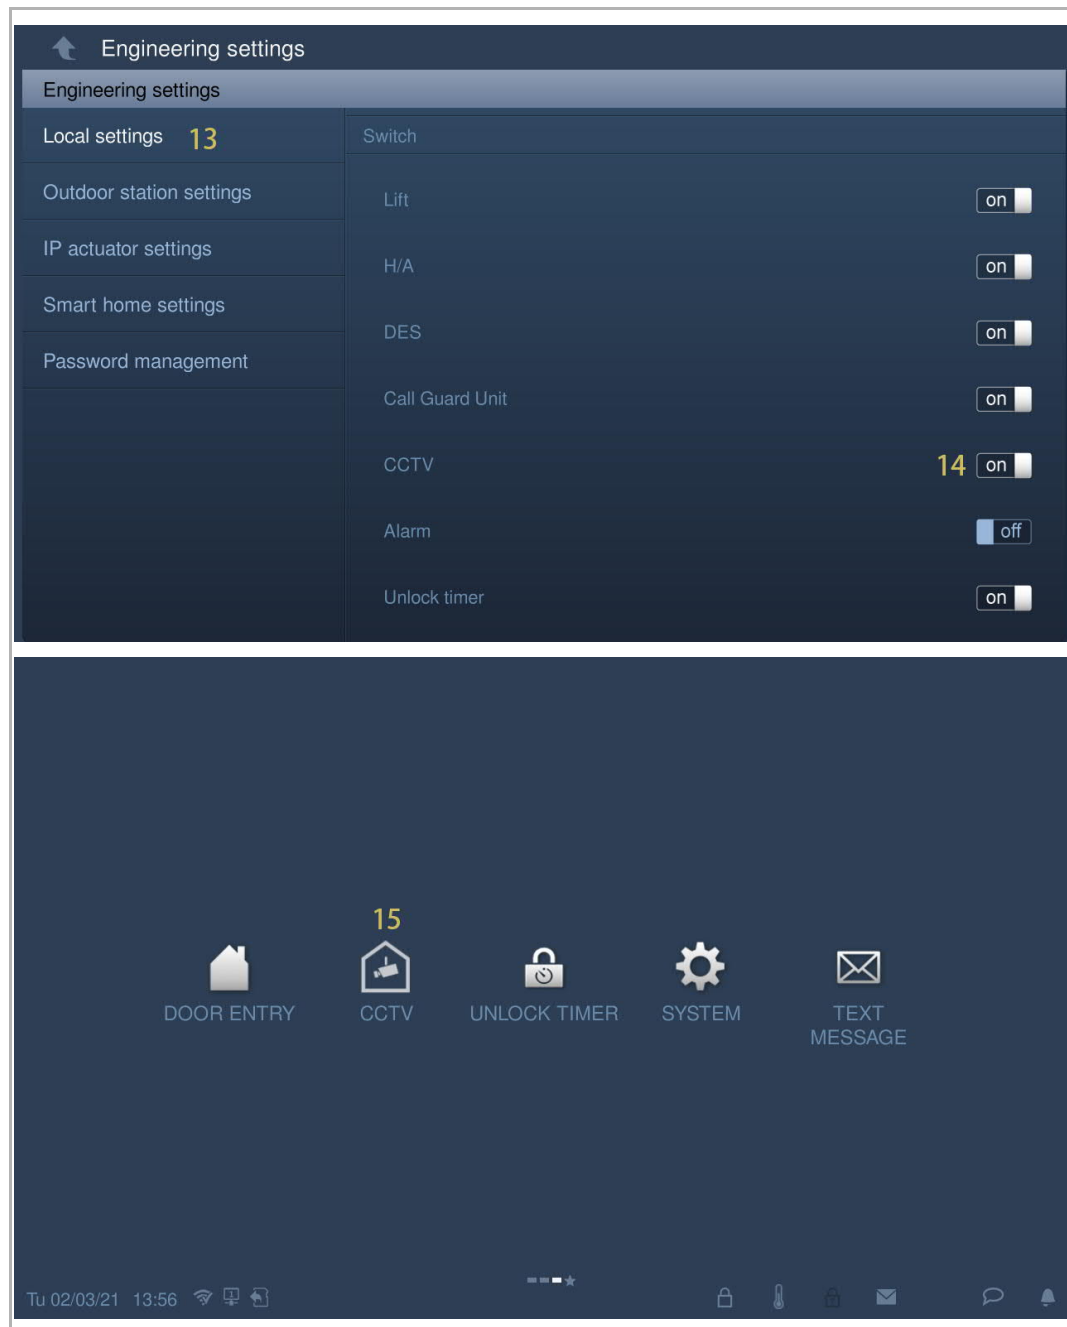 Engineering settings
Engineering settings
Local settings 13
Switch
Outdoor station settings
Lift on
IP actuator settings
H/A on
Smart home settings
DES on
Password management
Call Guard Unit on
CCTV 14 on
Alarm off
Unlock timer on
15
DOOR ENTRY CCTV UNLOCK TIMER SYSTEM TEXT
MESSAGE
Tu 02/03/21 13:56